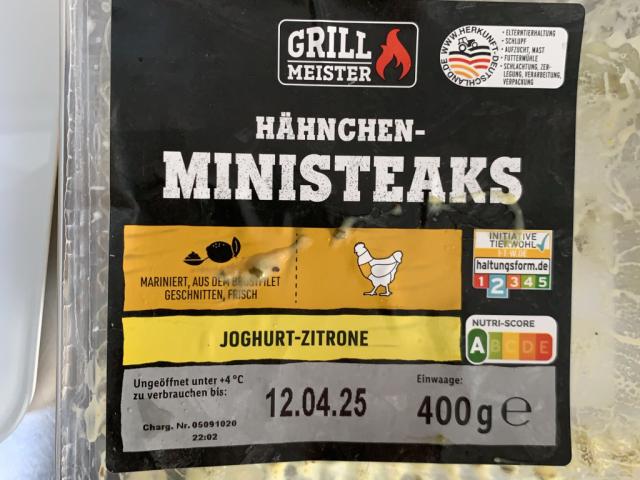 GRILL
MEISTER
WWW.HERKUNFT-DEUTSCHLAND.DE
• ELTERNTIERHALTUNG
• SCHLUPF
• AUFZUCHT, MAST
• FUTTERMÜHLE
• SCHLACHTUNG, ZER-
LEGUNG, VERARBEITUNG,
VERPACKUNG
HÄHNCHEN-
MINISTEAKS
MARINIERT, AUS DEM BRUSTFILET
GESCHNITTEN, FRISCH
INITIATIVE
TIERWOHL
haltungsform.de
1 2 3 4 5
JOGHURT-ZITRONE
NUTRI-SCORE
A B C D E
Ungeöffnet unter +4 °C
zu verbrauchen bis:
12.04.25
Einwaage:
400 g e
Charg. Nr. 05091020
22:02